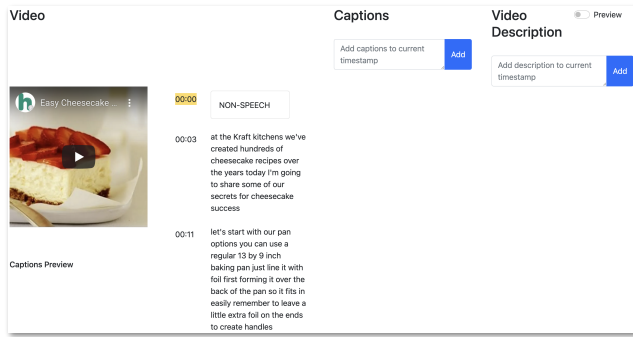 Video
Captions
Video
Description
Preview
Add captions to current
timestamp
Add
Add description to current
timestamp
Add
h Easy Cheesecake ...
00:00
NON-SPEECH
00:03
at the Kraft kitchens we've
created hundreds of
cheesecake recipes over
the years today I'm going
to share some of our
secrets for cheesecake
success
00:11
let's start with our pan
options you can use a
regular 13 by 9 inch
baking pan just line it with
foil first forming it over the
back of the pan so it fits in
easily remember to leave a
little extra foil on the ends
to create handles
Captions Preview